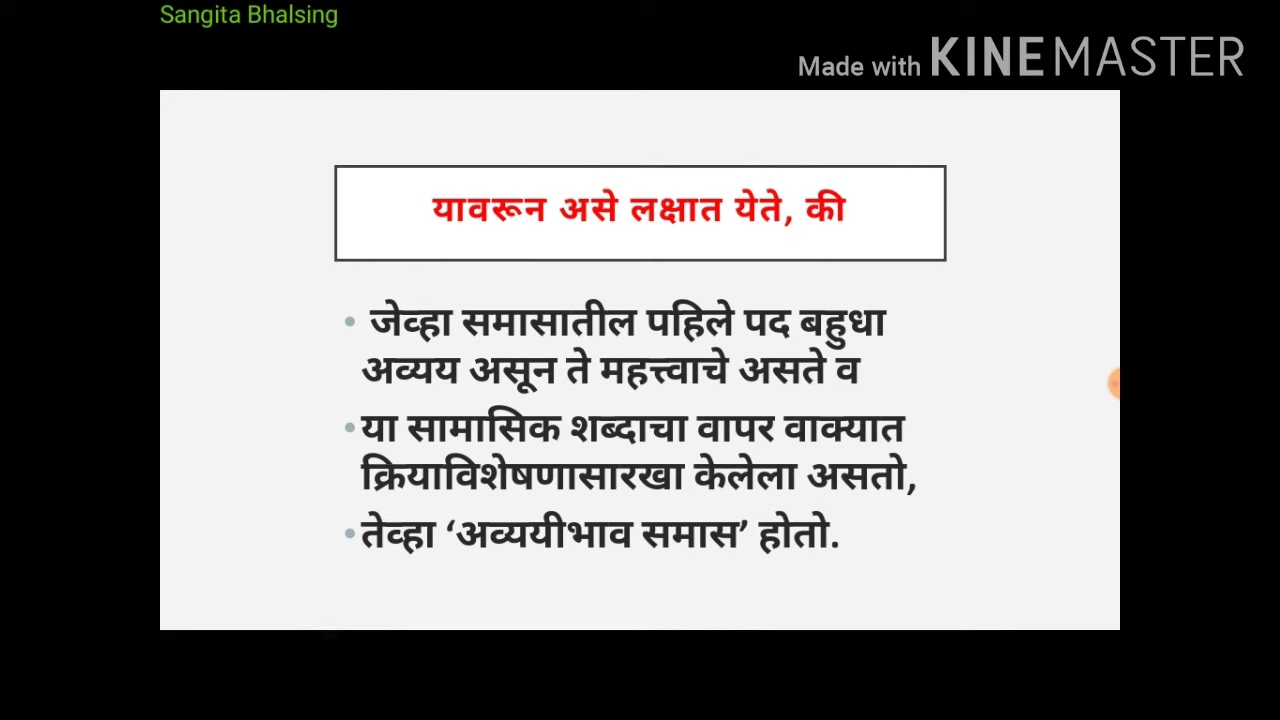 Sangita Bhalsing
Made with KINEMASTER
यावरून असे लक्षात येते, की
• जेव्हा समासातील पहिले पद बहुधा
अव्यय असून ते महत्त्वाचे असते व
• या सामासिक शब्दाचा वापर वाक्यात
क्रियाविशेषणासारखा केलेला असतो,
• तेव्हा ‘अव्ययीभाव समास’ होतो.